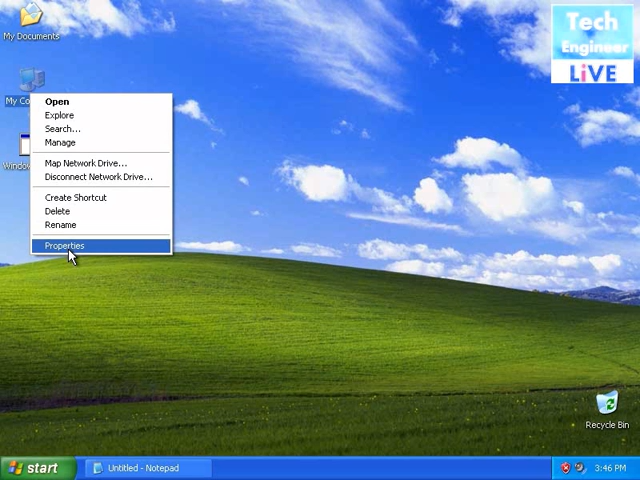 My Documents
Tech
Engineer
LiVE
My Co
Open
Explore
Search...
Manage
Map Network Drive...
Disconnect Network Drive...
Create Shortcut
Delete
Rename
Properties
Window
Recycle Bin
start
Untitled - Notepad
3:46 PM